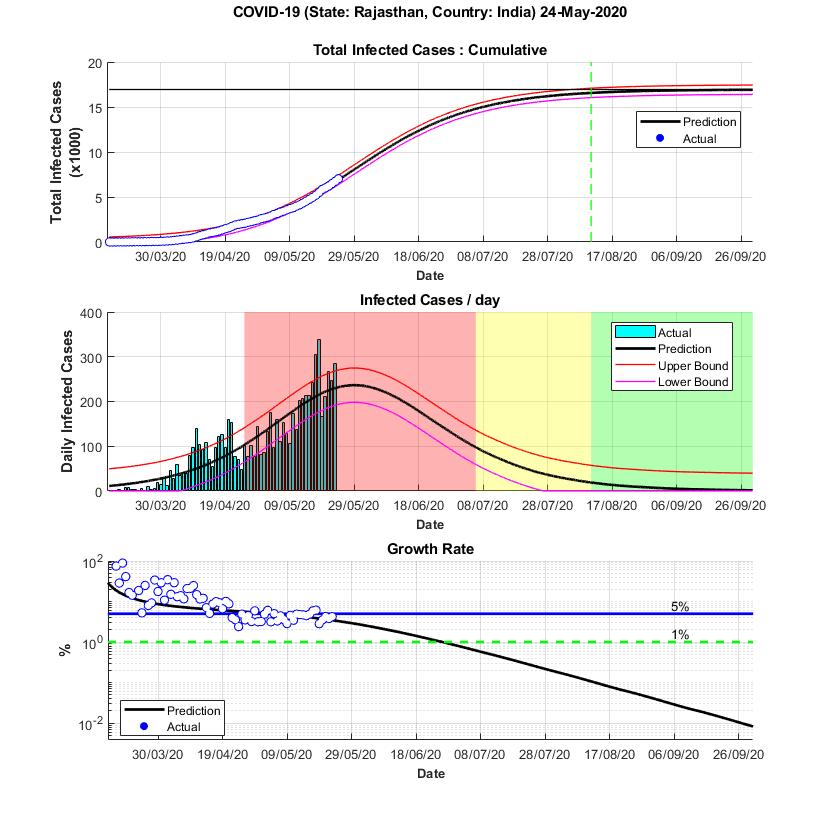 COVID-19 (State: Rajasthan, Country: India) 24-May-2020
Total Infected Cases : Cumulative
Total Infected Cases
(x1000)
20
15
10
5
0
Prediction
Actual
30/03/20 19/04/20 09/05/20 29/05/20 18/06/20 08/07/20 28/07/20 17/08/20 06/09/20 26/09/20
Date
Infected Cases / day
Daily Infected Cases
400
300
200
100
0
Actual
Prediction
Upper Bound
Lower Bound
30/03/20 19/04/20 09/05/20 29/05/20 18/06/20 08/07/20 28/07/20 17/08/20 06/09/20 26/09/20
Date
Growth Rate
%
10^2
10^0
10^-2
5%
1%
Prediction
Actual
30/03/20 19/04/20 09/05/20 29/05/20 18/06/20 08/07/20 28/07/20 17/08/20 06/09/20 26/09/20
Date